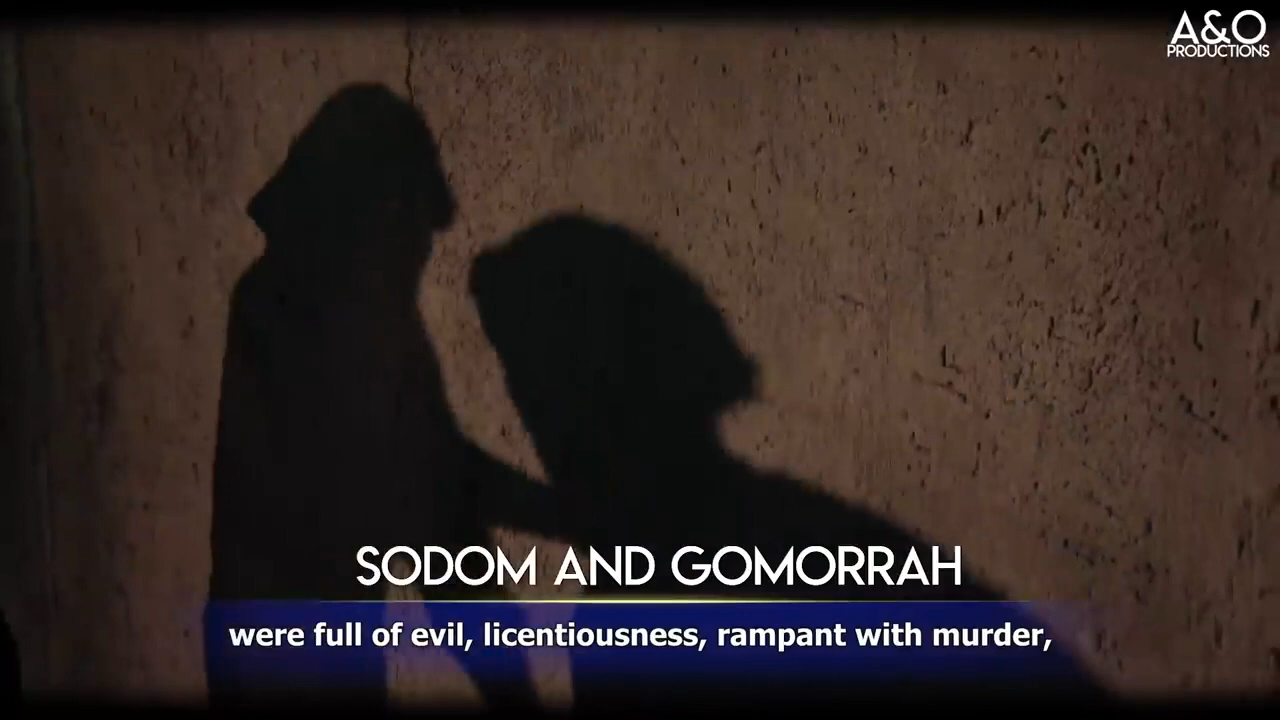 A&O
PRODUCTIONS
SODOM AND GOMORRAH
were full of evil, licentiousness, rampant with murder,